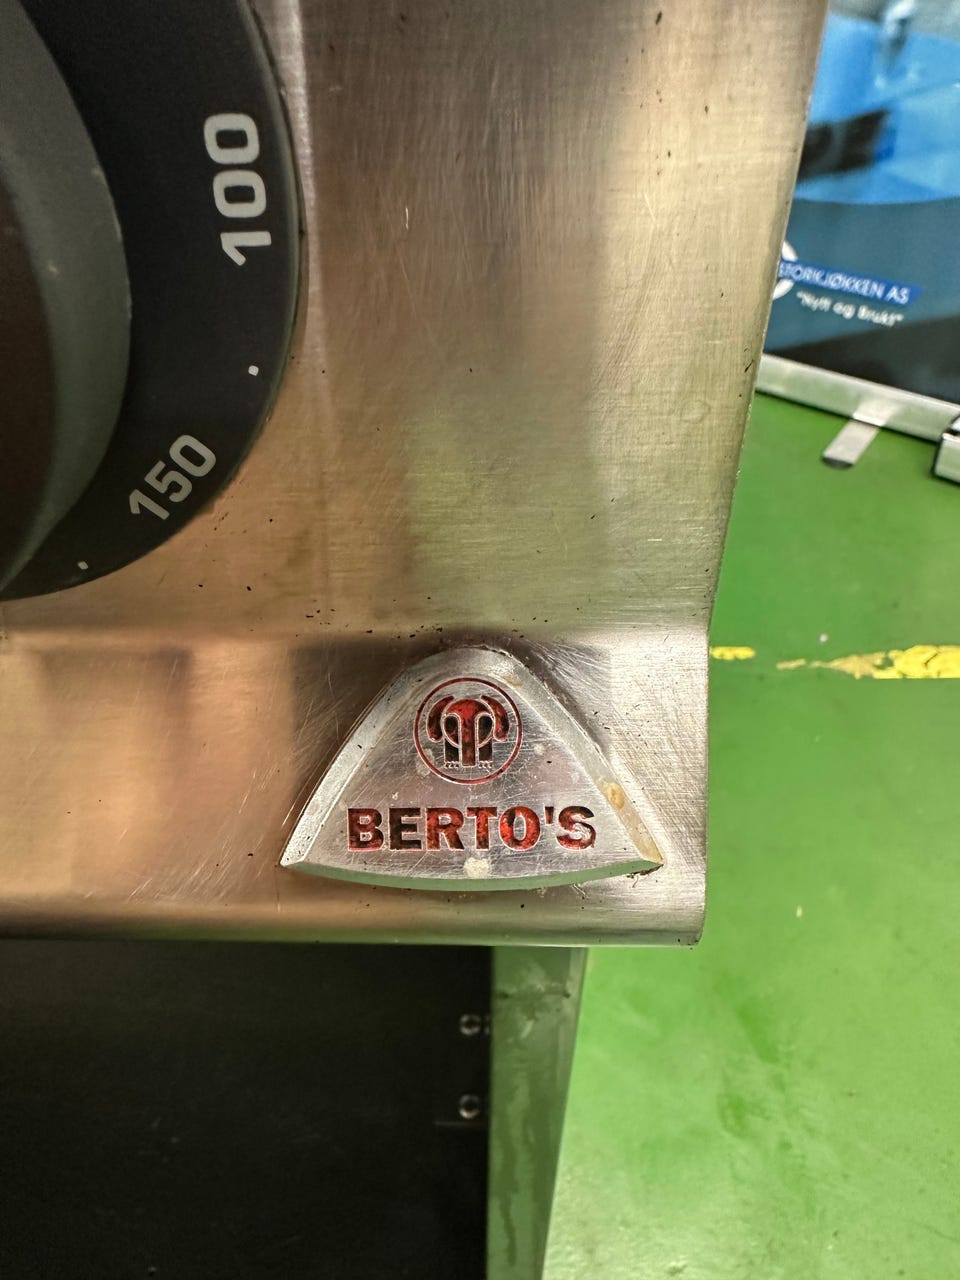 100
150
STORKJØKKEN AS
"Nytt og Brukt"
BERTO'S